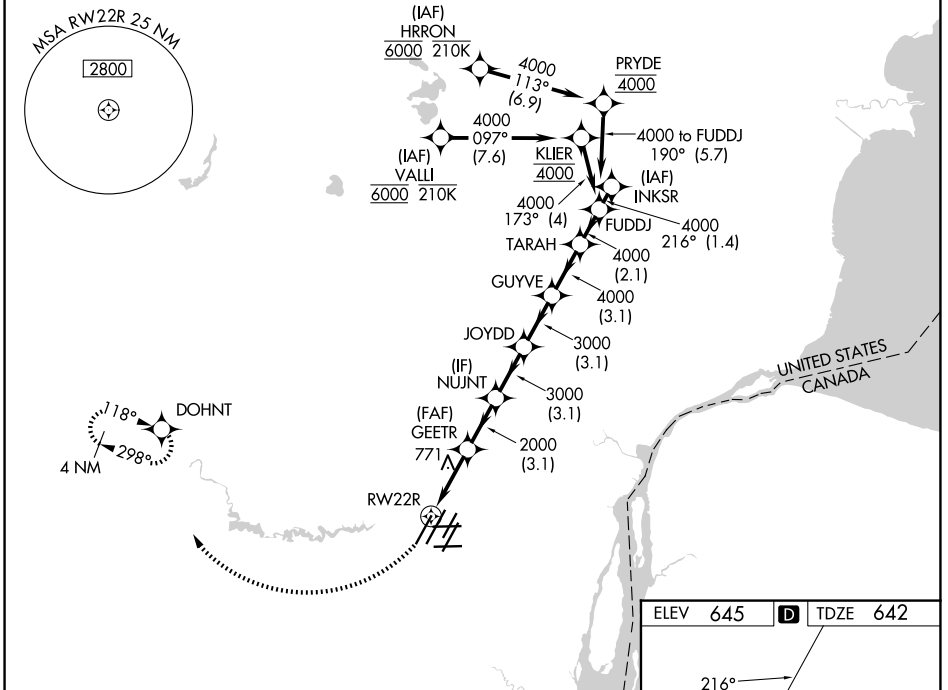 MSA RW22R 25 NM
2800
(IAF)
HRRON
6000 210K
4000
113°
(6.9)
PRYDE
4000
4000
097°
(7.6)
(IAF)
VALLI
6000 210K
KLIER
4000
4000 to FUDDJ
190° (5.7)
(IAF)
INKSR
4000
173° (4)
FUDDJ
4000
216° (1.4)
TARAH
4000
(2.1)
GUYVE
4000
(3.1)
JOYDD
3000
(3.1)
(IF)
NUJNT
3000
(3.1)
(FAF)
GEETR
771
2000
(3.1)
UNITED STATES
CANADA
118°
DOHNT
298°
4 NM
RW22R
ELEV 645 D TDZE 642
216°